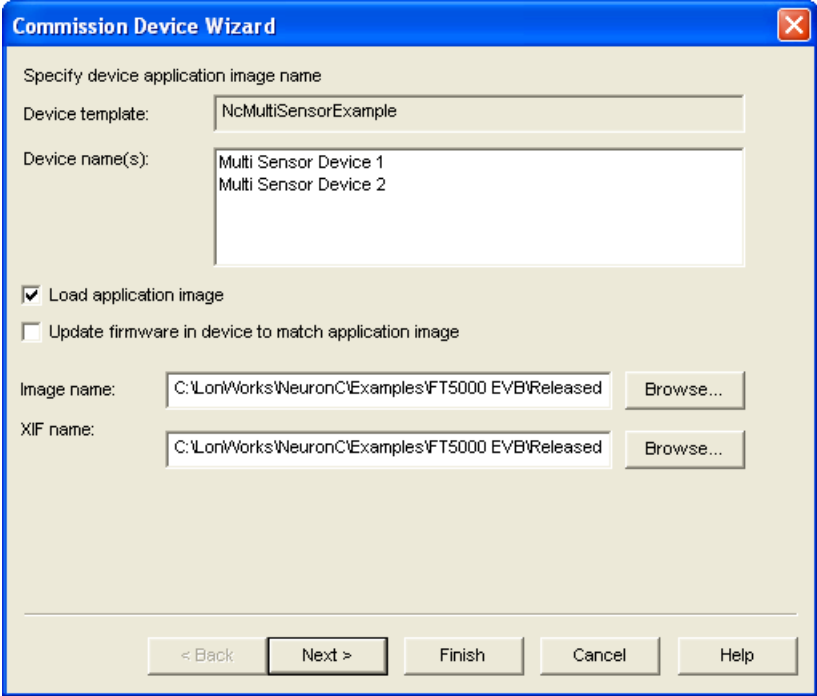 Commission Device Wizard
Specify device application image name
Device template: NcMultiSensorExample
Device name(s): Multi Sensor Device 1
Multi Sensor Device 2
Load application image
Update firmware in device to match application image
Image name: C:\LonWorks\NeuronC\Examples\FT5000 EVB\Released Browse...
XIF name: C:\LonWorks\NeuronC\Examples\FT5000 EVB\Released Browse...
< Back Next > Finish Cancel Help